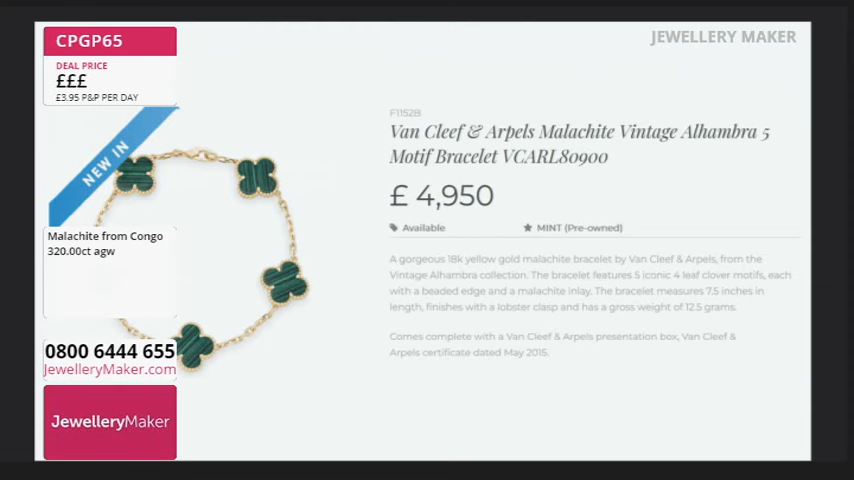 CPGP65
DEAL PRICE
£££
£3.95 P&P PER DAY
NEW IN
Malachite from Congo
320.00ct agw
0800 6444 655
JewelleryMaker.com
JewelleryMaker
JEWELLERY MAKER
F1152B
Van Cleef & Arpels Malachite Vintage Alhambra 5
Motif Bracelet VCARL80900
£ 4,950
Available
MINT (Pre-owned)
A gorgeous 18k yellow gold malachite bracelet by Van Cleef & Arpels, from the
Vintage Alhambra collection. The bracelet features 5 iconic 4 leaf clover motifs, each
with a beaded edge and a malachite inlay. The bracelet measures 7.5 inches in
length, finishes with a lobster clasp and has a gross weight of 12.5 grams.
Comes complete with a Van Cleef & Arpels presentation box, Van Cleef &
Arpels certificate dated May 2015.